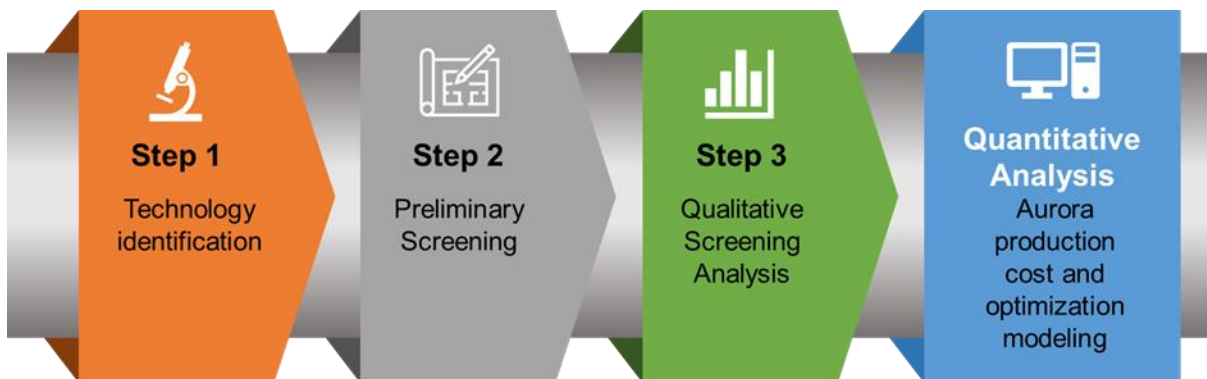 Step 1
Technology
identification
Step 2
Preliminary
Screening
Step 3
Qualitative
Screening
Analysis
Quantitative
Analysis
Aurora
production
cost and
optimization
modeling